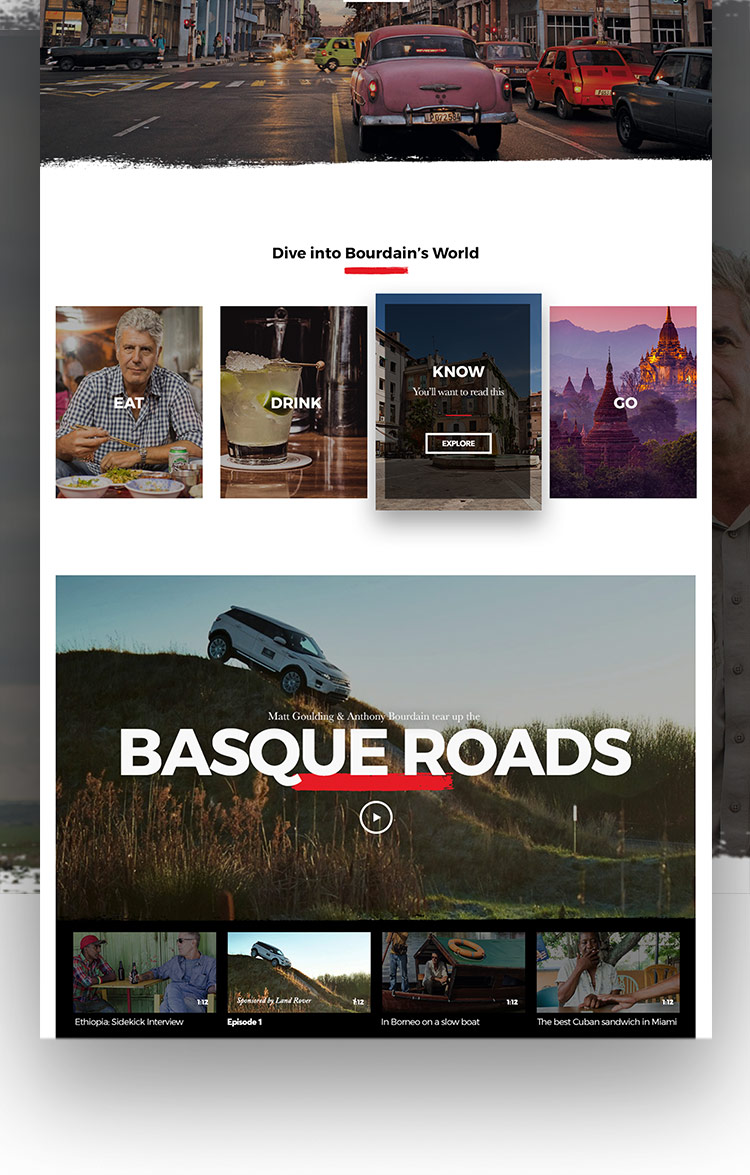 Dive into Bourdain's World
EAT
DRINK
KNOW
You'll want to read this
EXPLORE
GO
Matt Goulding & Anthony Bourdain tear up the
BASQUE ROADS
1:12
Sponsored by Land Rover
1:12
1:12
1:12
Ethiopia: Sidekick Interview
Episode 1
In Borneo on a slow boat
The best Cuban sandwich in Miami